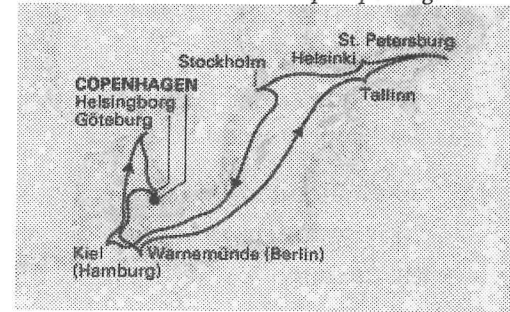 St. Petersburg
Stockholm
Helsinki
COPENHAGEN
Helsingborg
Göteburg
Tallinn
Kiel
(Hamburg)
Warnemünde (Berlin)